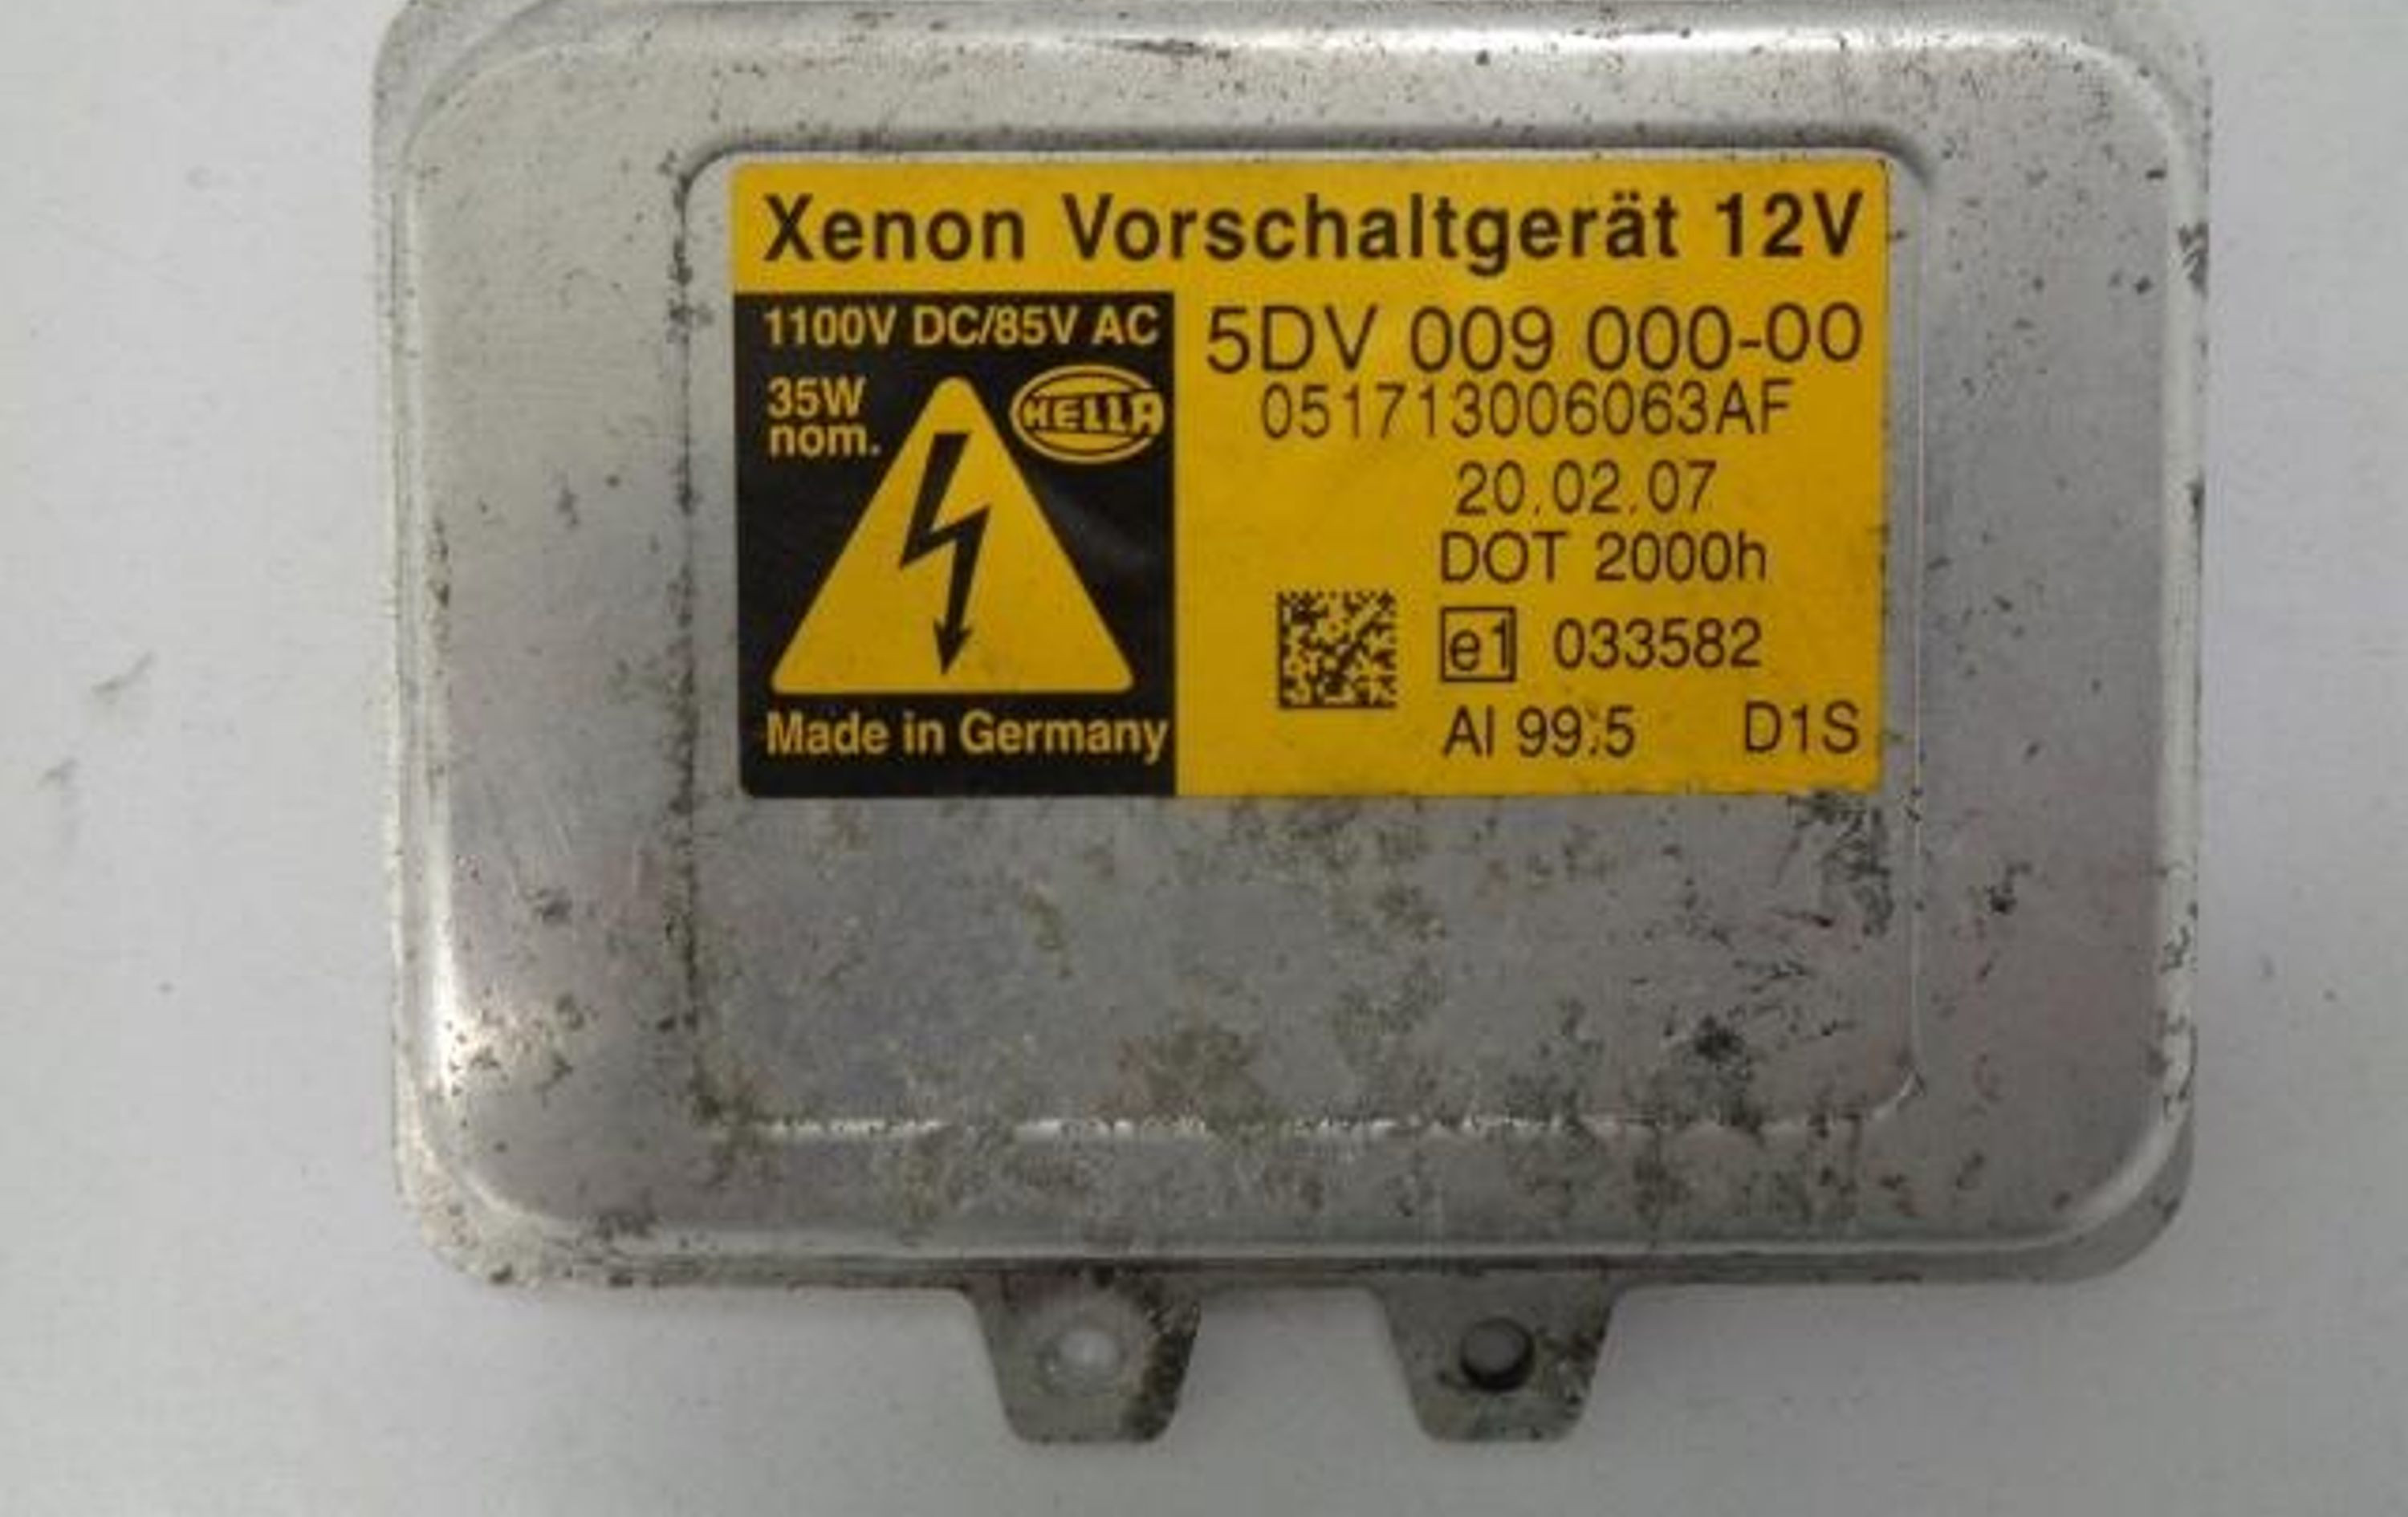 Xenon Vorschaltgerät 12V
1100V DC/85V AC
35W
nom.
HELLA
Made in Germany
5DV 009 000-00
051713006063AF
20.02.07
DOT 2000h
e1 033582
Al 99.5 D1S